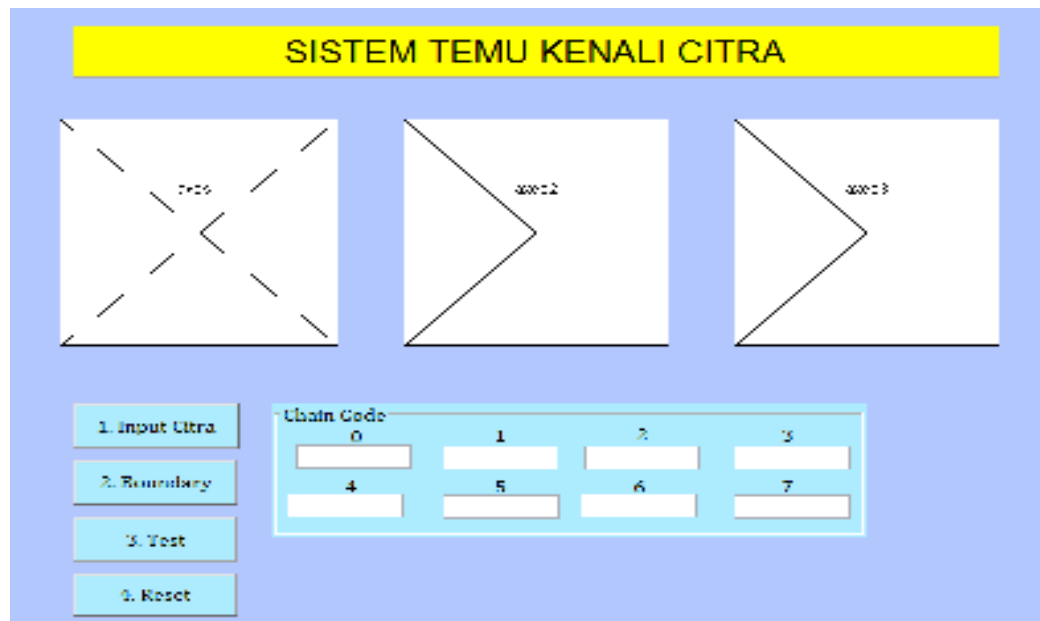 SISTEM TEMU KENALI CITRA
axes2
axes3
1. Input Citra
2. Boundary
3. Test
4. Reset
Chain Code
0 1 2 3
4 5 6 7